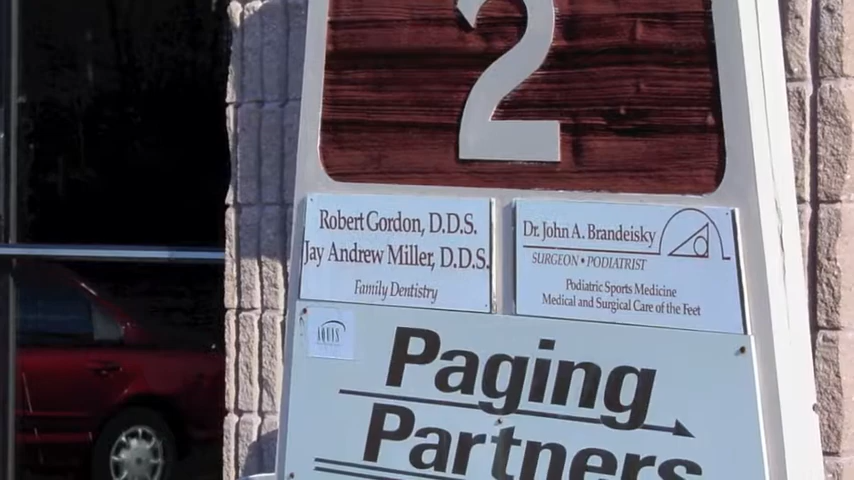 2
Robert Gordon, D.D.S.
Jay Andrew Miller, D.D.S.
Family Dentistry
Dr. John A. Brandeisky
SURGEON • PODIATRIST
Podiatric Sports Medicine
Medical and Surgical Care of the Feet
Paging
Partners